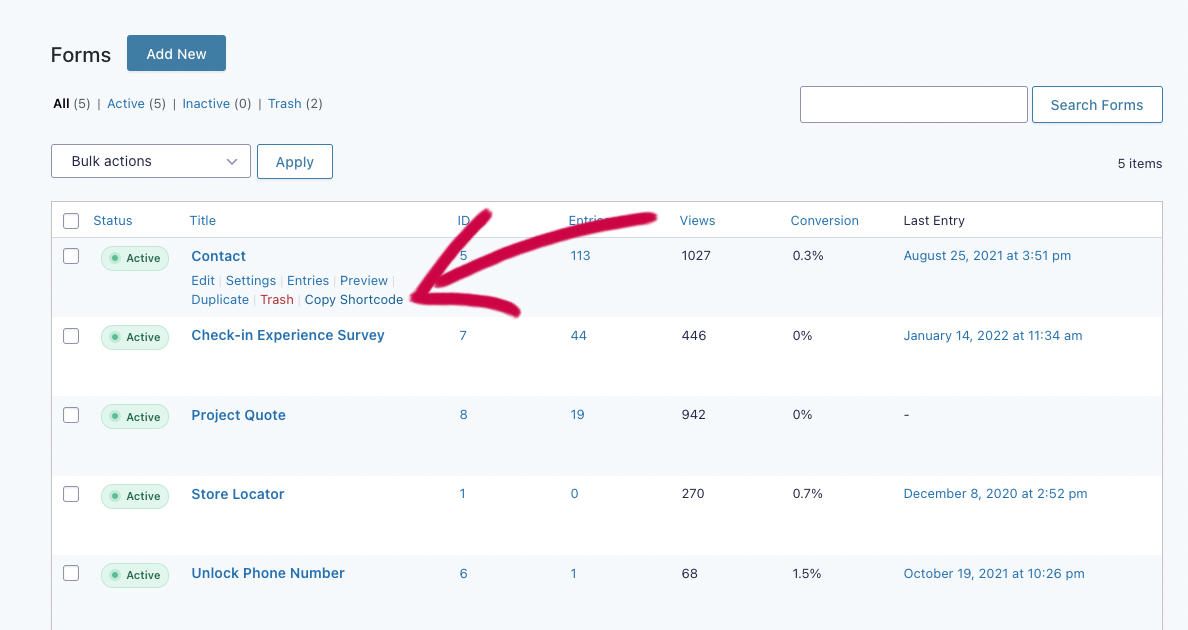 Forms Add New
All (5) | Active (5) | Inactive (0) | Trash (2)
Search Forms
Bulk actions Apply
5 items
Status Title ID Entries Views Conversion Last Entry
Active Contact 5 113 1027 0.3% August 25, 2021 at 3:51 pm
Edit | Settings | Entries | Preview |
Duplicate | Trash | Copy Shortcode
Active Check-in Experience Survey 7 44 446 0% January 14, 2022 at 11:34 am
Active Project Quote 8 19 942 0% -
Active Store Locator 1 0 270 0.7% December 8, 2020 at 2:52 pm
Active Unlock Phone Number 6 1 68 1.5% October 19, 2021 at 10:26 pm